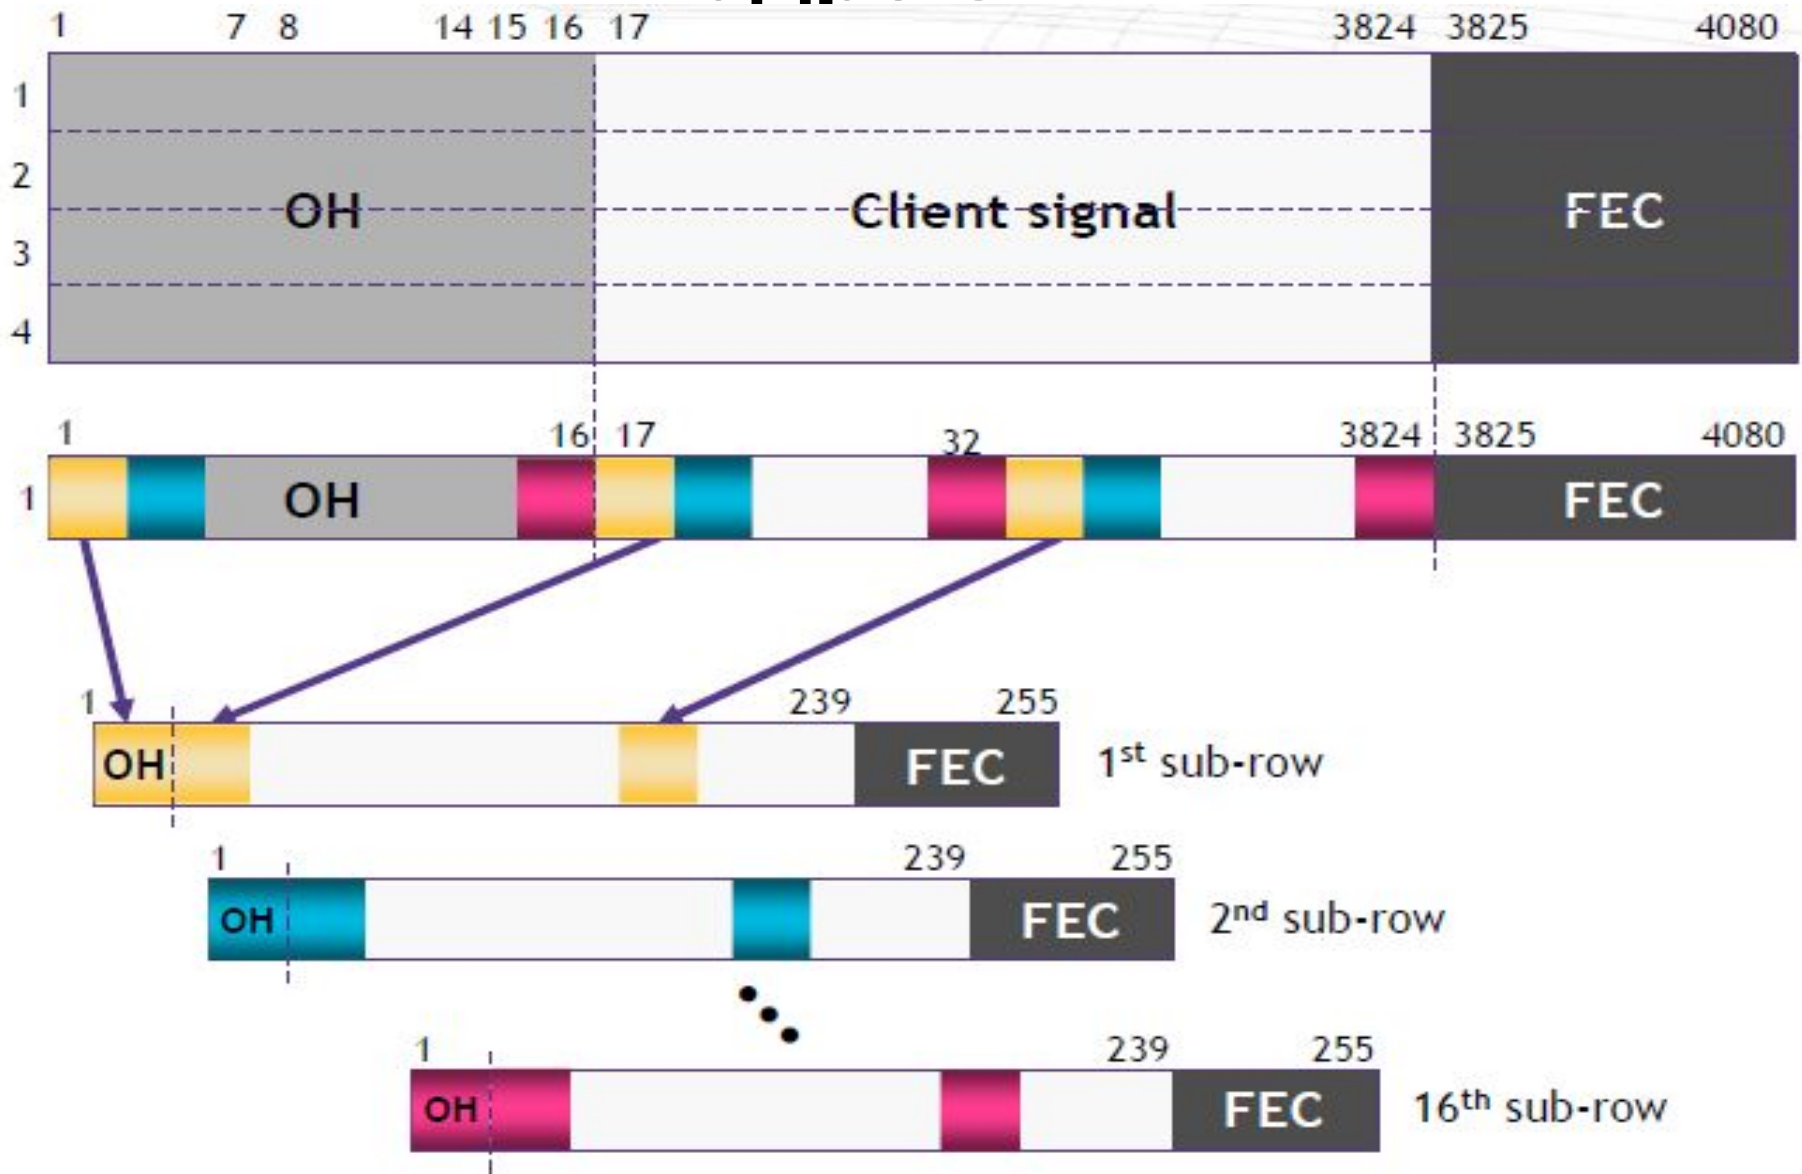 1 7 8 14 15 16 17 3824 3825 4080
1
2
OH Client signal FEC
3
4
1 16 17 32 3824 3825 4080
1 OH FEC
1 239 255
OH FEC 1st sub-row
1 239 255
OH FEC 2nd sub-row
1 239 255
OH FEC 16th sub-row